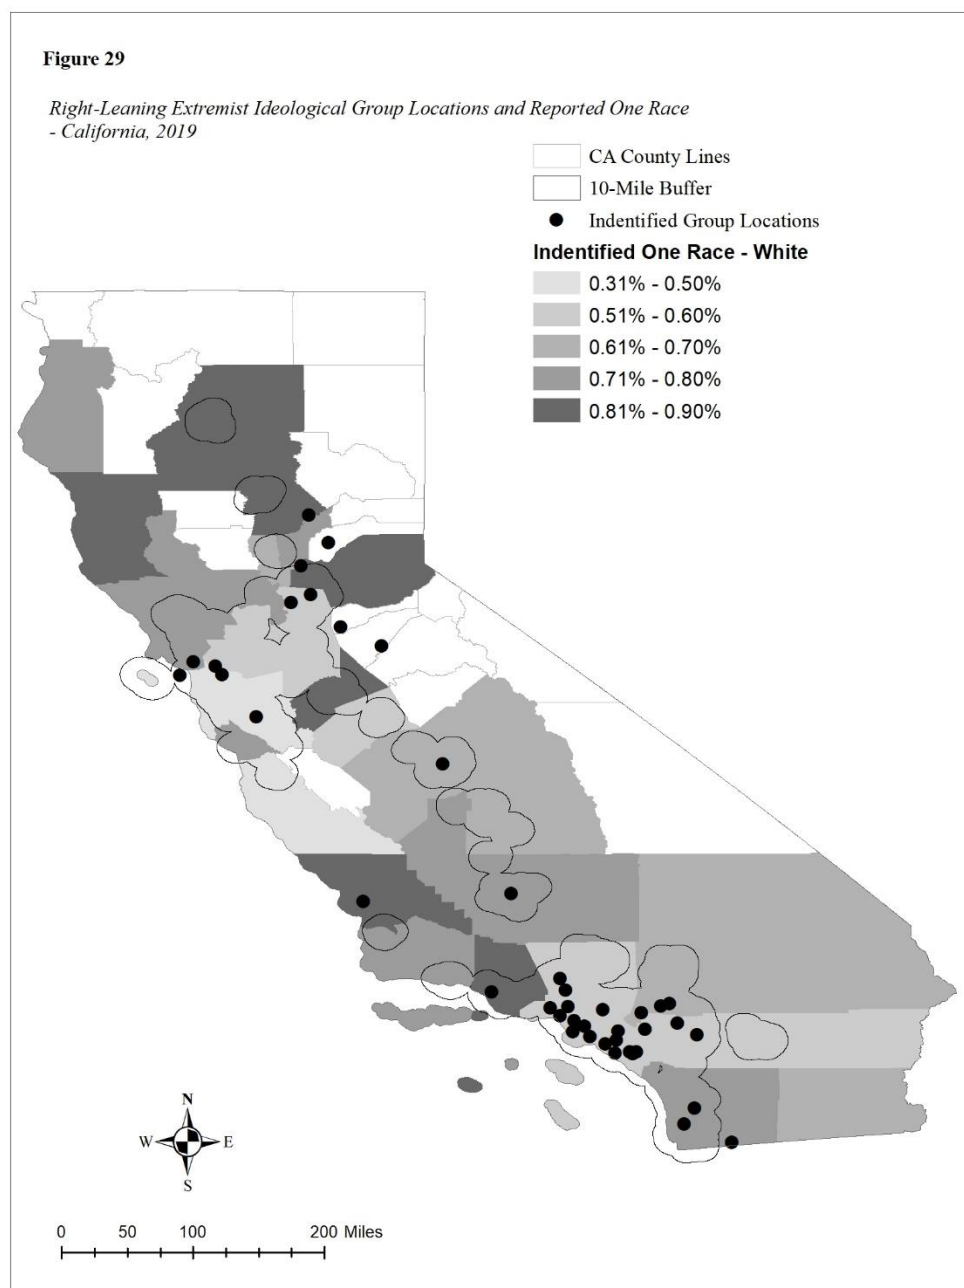 Figure 29
Right-Leaning Extremist Ideological Group Locations and Reported One Race
- California, 2019
CA County Lines
10-Mile Buffer
Indentified Group Locations
Indentified One Race - White
0.31% - 0.50%
0.51% - 0.60%
0.61% - 0.70%
0.71% - 0.80%
0.81% - 0.90%
N
W E
S
0 50 100 200 Miles